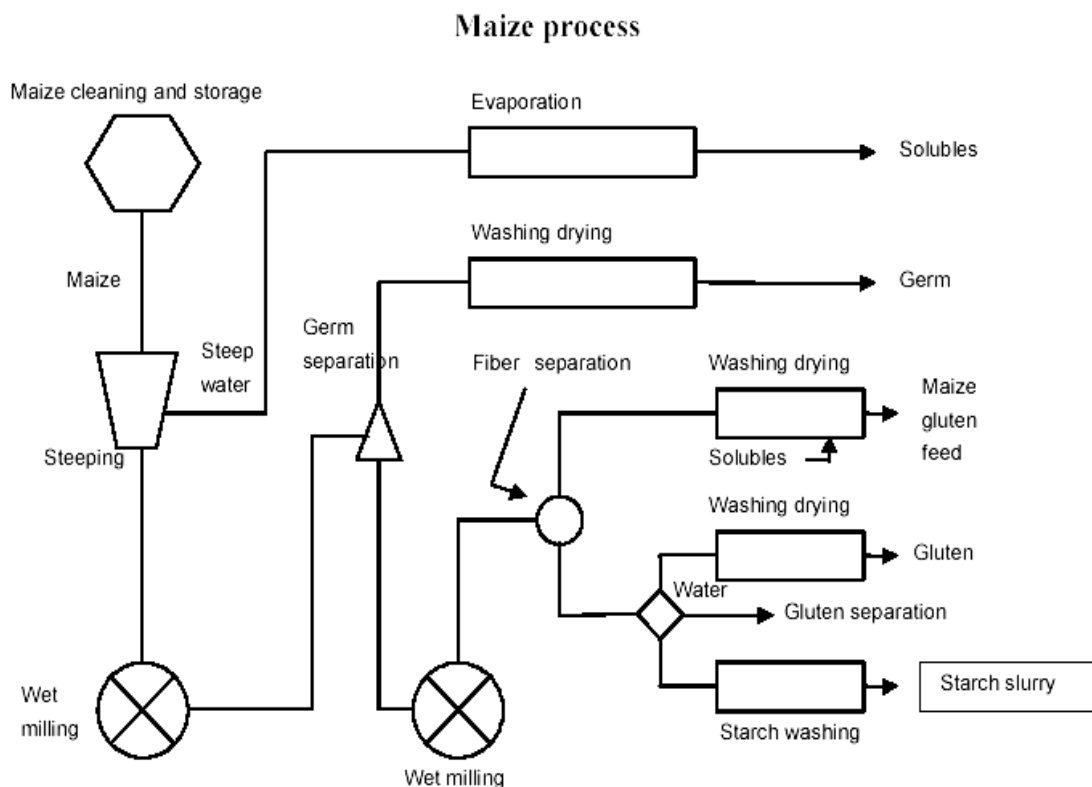 Maize process
Maize cleaning and storage
Evaporation
Solubles
Washing drying
Germ
Maize
Germ
separation
Steep
water
Steeping
Fiber separation
Washing drying
Maize
gluten
feed
Solubles
Washing drying
Gluten
Water
Gluten separation
Wet
milling
Starch slurry
Starch washing
Wet milling